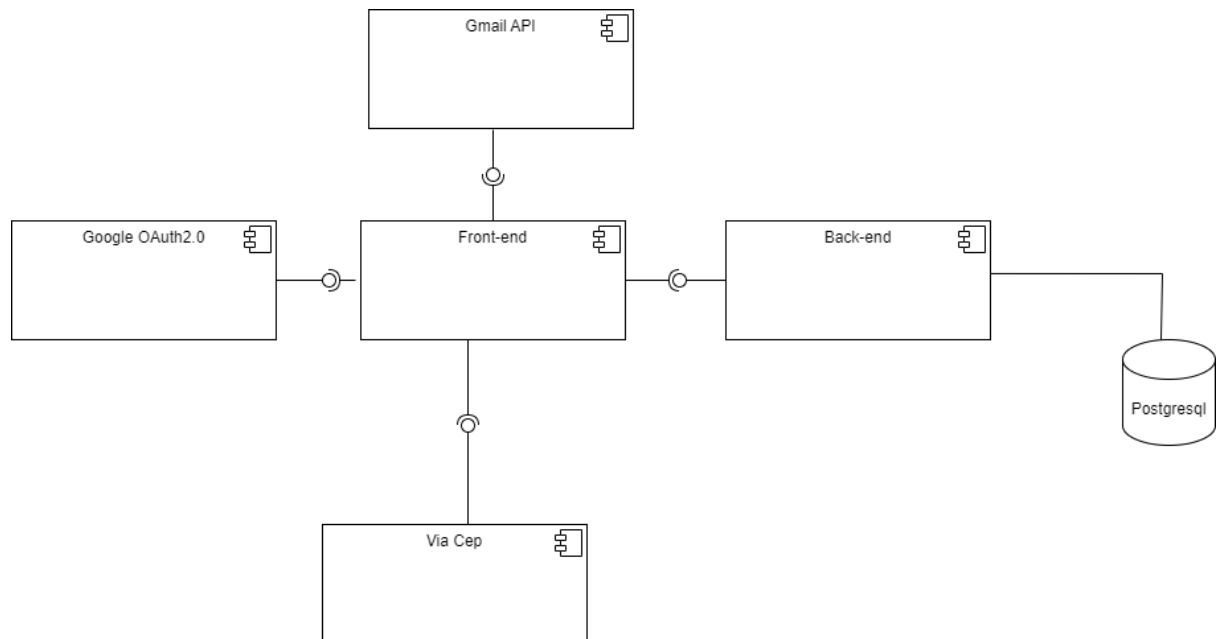 Gmail API
Google OAuth2.0
Front-end
Back-end
Postgresql
Via Cep